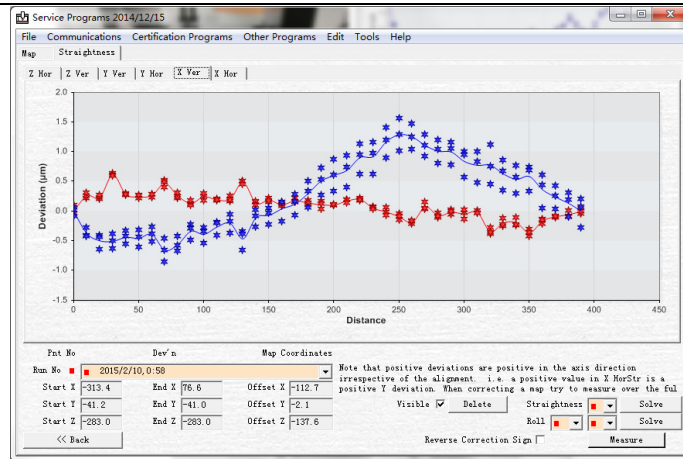 Service Programs 2014/12/15
File Communications Certification Programs Other Programs Edit Tools Help
Map Straightness
Z Hor Z Ver Y Ver Y Hor X Ver X Hor
2.0
1.5
1.0
0.5
0.0
-0.5
-1.0
-1.5
Deviation (µm)
0 50 100 150 200 250 300 350 400 450
Distance
Pnt No Dev'n Map Coordinates
Run No 2015/2/10, 0:58
Start X -313.4 End X 76.6 Offset X -112.7
Start Y -41.2 End Y -41.0 Offset Y -2.1
Start Z -283.0 End Z -283.0 Offset Z -137.6
<< Back
Note that positive deviations are positive in the axis direction
irrespective of the alignment. i.e. a positive value in X HorStr is a
positive Y deviation. When correcting a map try to measure over the ful
Visible Delete Straightness Solve
Roll Solve
Reverse Correction Sign Measure